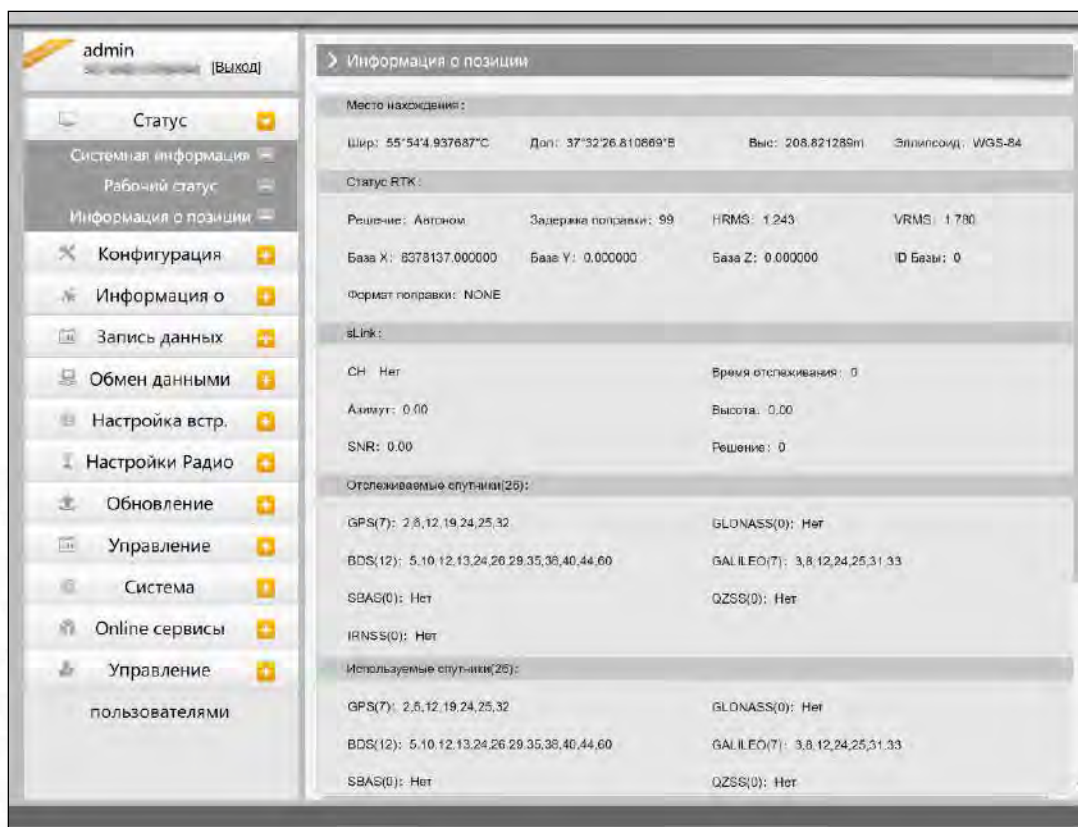 admin
[Выход]
Статус
Системная информация
Рабочий статус
Информация о позиции
Конфигурация
Информация о
Запись данных
Обмен данными
Настройка встр.
Настройки Радио
Обновление
Управление
Система
Online сервисы
Управление
пользователями
Информация о позиции
Место нахождения:
Шир: 55°54'4.937687"С Дол: 37°32'26.810869"В Выс: 208.821289m Эллипсоид: WGS-84
Статус RTK:
Решение: Автоном Задержка поправки: 99 HRMS: 1.243 VRMS: 1.780
База X: 6378137.000000 База Y: 0.000000 База Z: 0.000000 ID Базы: 0
Формат поправки: NONE
sLink:
CH Нет Время отслеживания: 0
Азимут: 0.00 Высота: 0.00
SNR: 0.00 Решение: 0
Отслеживаемые спутники(26):
GPS(7): 2,6,12,19,24,25,32 GLONASS(0): Нет
BDS(12): 5,10,12,13,24,26,29,35,38,40,44,60 GALILEO(7): 3,8,12,24,25,31,33
SBAS(0): Нет QZSS(0): Нет
IRNSS(0): Нет
Используемые спутники(26):
GPS(7): 2,6,12,19,24,25,32 GLONASS(0): Нет
BDS(12): 5,10,12,13,24,26,29,35,38,40,44,60 GALILEO(7): 3,8,12,24,25,31,33
SBAS(0): Нет QZSS(0): Нет